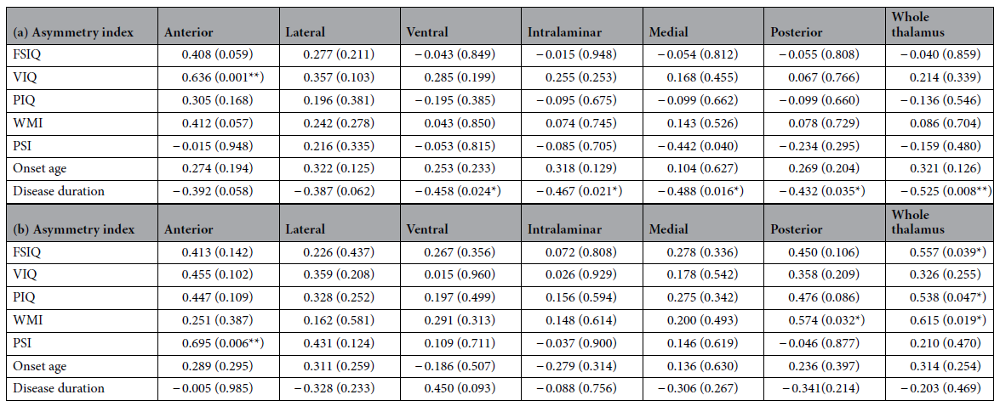 (a) Asymmetry index Anterior Lateral Ventral Intralaminar Medial Posterior Whole thalamus
FSIQ 0.408 (0.059) 0.277 (0.211) −0.043 (0.849) −0.015 (0.948) −0.054 (0.812) −0.055 (0.808) −0.040 (0.859)
VIQ 0.636 (0.001**) 0.357 (0.103) 0.285 (0.199) 0.255 (0.253) 0.168 (0.455) 0.067 (0.766) 0.214 (0.339)
PIQ 0.305 (0.168) 0.196 (0.381) −0.195 (0.385) −0.095 (0.675) −0.099 (0.662) −0.099 (0.660) −0.136 (0.546)
WMI 0.412 (0.057) 0.242 (0.278) 0.043 (0.850) 0.074 (0.745) 0.143 (0.526) 0.078 (0.729) 0.086 (0.704)
PSI −0.015 (0.948) 0.216 (0.335) −0.053 (0.815) −0.085 (0.705) −0.442 (0.040) −0.234 (0.295) −0.159 (0.480)
Onset age 0.274 (0.194) 0.322 (0.125) 0.253 (0.233) 0.318 (0.129) 0.104 (0.627) 0.269 (0.204) 0.321 (0.126)
Disease duration −0.392 (0.058) −0.387 (0.062) −0.458 (0.024*) −0.467 (0.021*) −0.488 (0.016*) −0.432 (0.035*) −0.525 (0.008**)
(b) Asymmetry index Anterior Lateral Ventral Intralaminar Medial Posterior Whole thalamus
FSIQ 0.413 (0.142) 0.226 (0.437) 0.267 (0.356) 0.072 (0.808) 0.278 (0.336) 0.450 (0.106) 0.557 (0.039*)
VIQ 0.455 (0.102) 0.359 (0.208) 0.015 (0.960) 0.026 (0.929) 0.178 (0.542) 0.358 (0.209) 0.326 (0.255)
PIQ 0.447 (0.109) 0.328 (0.252) 0.197 (0.499) 0.156 (0.594) 0.275 (0.342) 0.476 (0.086) 0.538 (0.047*)
WMI 0.251 (0.387) 0.162 (0.581) 0.291 (0.313) 0.148 (0.614) 0.200 (0.493) 0.574 (0.032*) 0.615 (0.019*)
PSI 0.695 (0.006**) 0.431 (0.124) 0.109 (0.711) −0.037 (0.900) 0.146 (0.619) −0.046 (0.877) 0.210 (0.470)
Onset age 0.289 (0.295) 0.311 (0.259) −0.186 (0.507) −0.279 (0.314) 0.136 (0.630) 0.236 (0.397) 0.314 (0.254)
Disease duration −0.005 (0.985) −0.328 (0.233) 0.450 (0.093) −0.088 (0.756) −0.306 (0.267) −0.341(0.214) −0.203 (0.469)